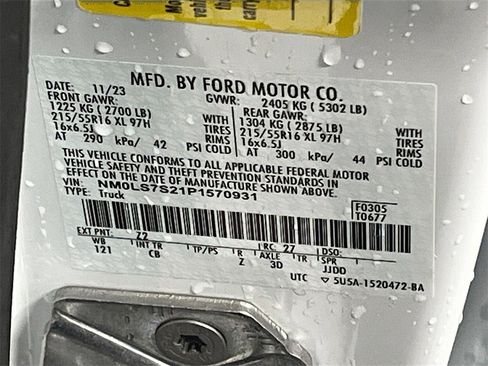 Mo
vehicle
the
carry
MFD. BY FORD MOTOR CO.
DATE: 11/23 GVWR: 2405 KG ( 5302 LB)
FRONT GAWR: REAR GAWR:
1225 KG ( 2700 LB) WITH 1304 KG ( 2875 LB) WITH
215/55R16 XL 97H TIRES 215/55R16 XL 97H TIRES
16x6.5J RIMS 16x6.5J RIMS
AT 290 kPa/ 42 PSI COLD AT 300 kPa/ 44 PSI COLD
THIS VEHICLE CONFORMS TO ALL APPLICABLE FEDERAL MOTOR
VEHICLE SAFETY AND THEFT PREVENTION STANDARDS IN
EFFECT ON THE DATE OF MANUFACTURE SHOWN ABOVE.
VIN: NM0LS7S21P1570931
TYPE: Truck F0305
T0677
EXT PNT: Z2 RC: 27 DSO:
WB INT TR TP/PS R AXLE TR SPR
121 CB Z 3D JJDD
UTC ▽ 5U5A-1520472-BA